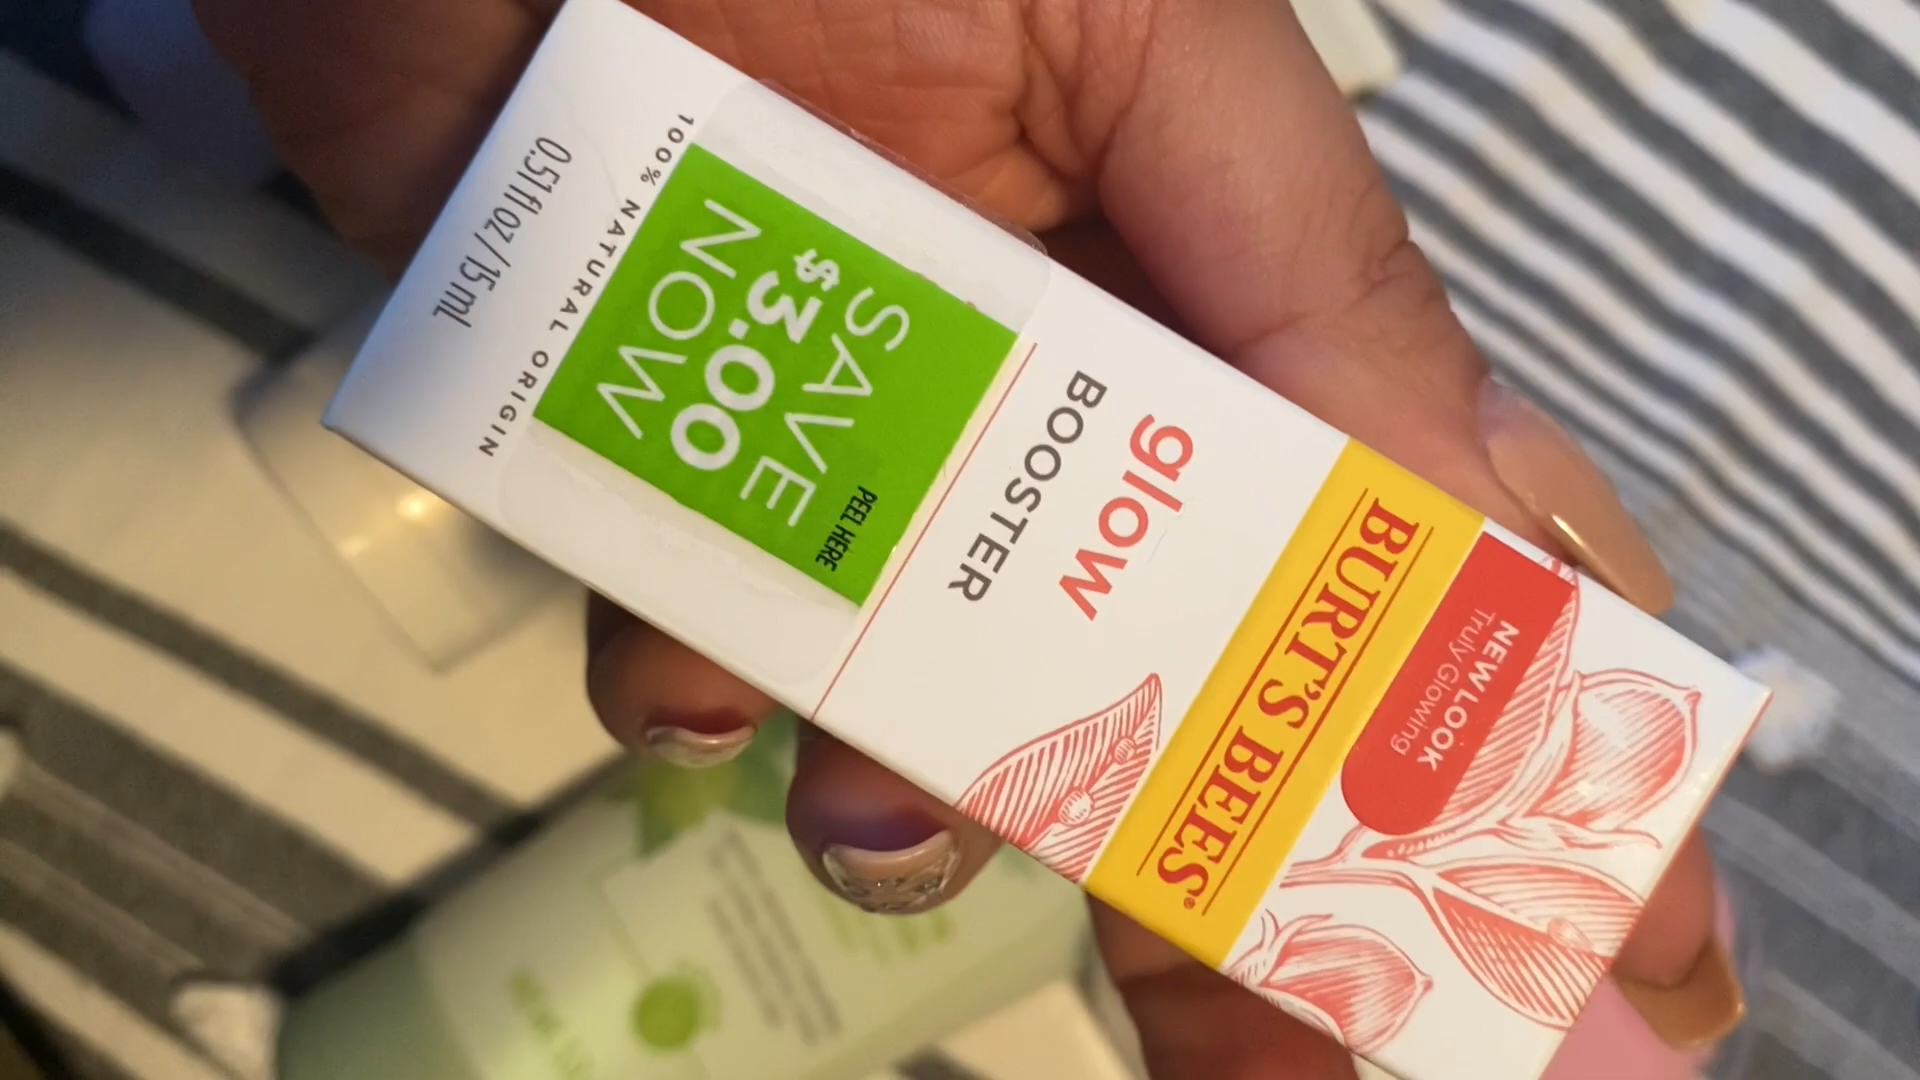 NEW LOOK
Truly Glowing
BURT'S BEES®
glow
BOOSTER
SAVE
$3.00
NOW
PEEL HERE
100% NATURAL ORIGIN
0.51 fl oz / 15 mL